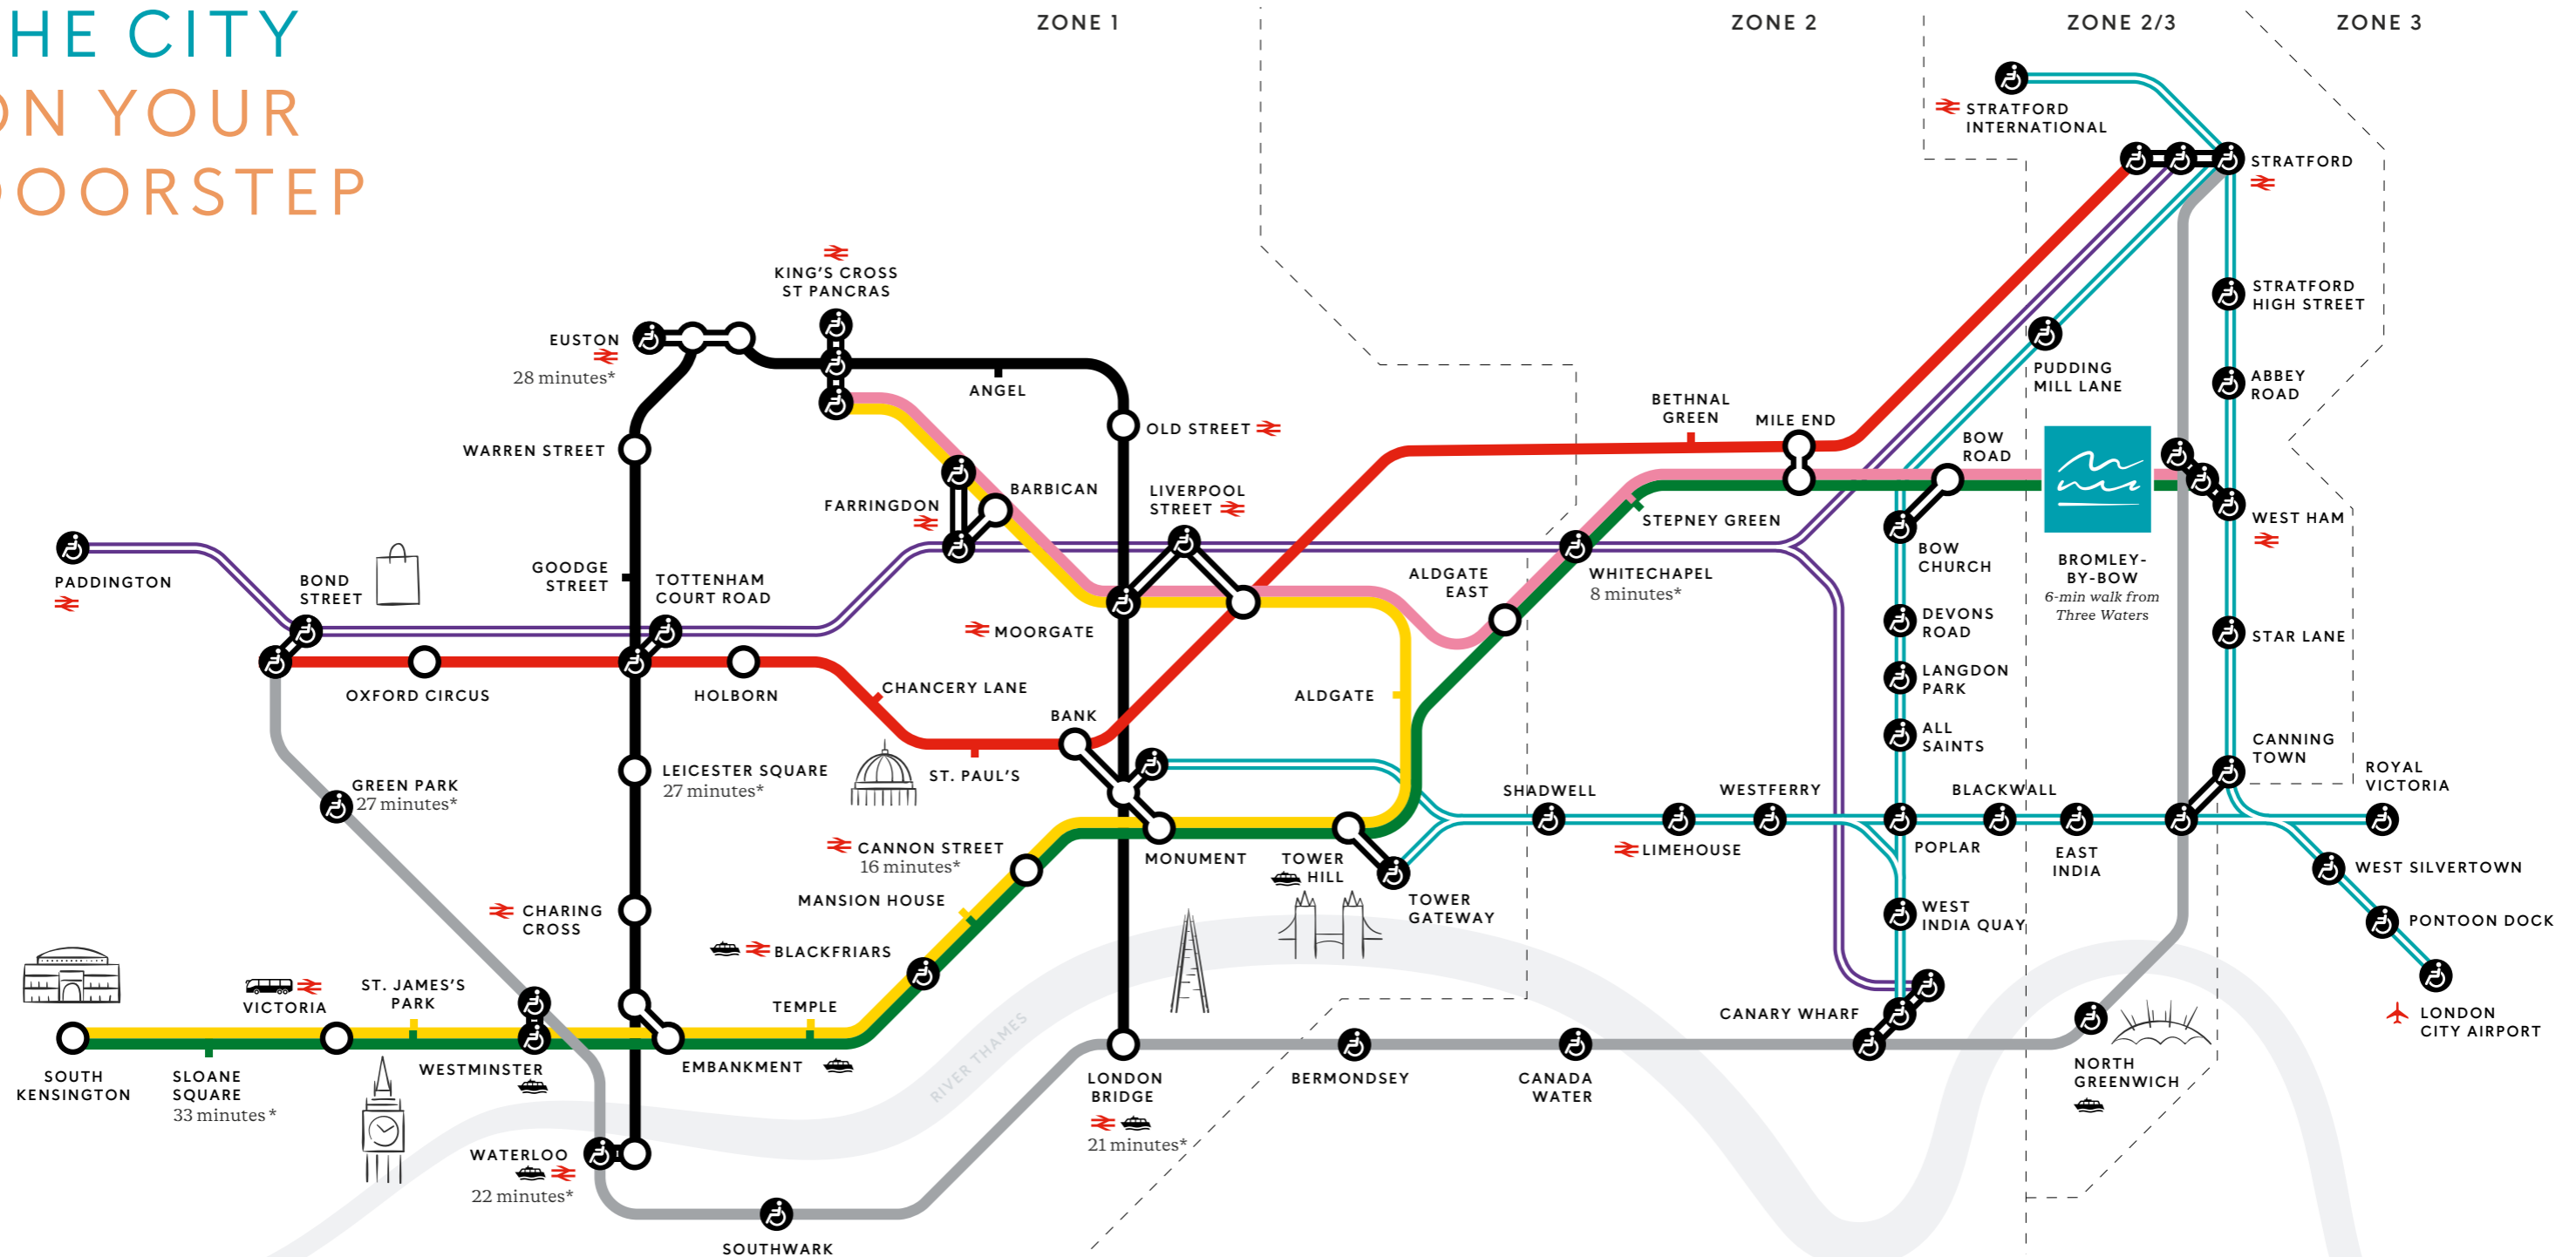 HE CITY
ON YOUR
DOORSTEP
ZONE 1
ZONE 2
ZONE 2/3
ZONE 3
STRATFORD
INTERNATIONAL
STRATFORD
STRATFORD
HIGH STREET
ABBEY
ROAD
PUDDING
MILL LANE
KING'S CROSS
ST PANCRAS
EUSTON
28 minutes*
ANGEL
OLD STREET
WARREN STREET
BETHNAL
GREEN
MILE END
BOW
ROAD
FARRINGDON
BARBICAN
LIVERPOOL
STREET
STEPNEY GREEN
WEST HAM
BROMLEY-
BY-BOW
6-min walk from
Three Waters
BOW
CHURCH
PADDINGTON
BOND
STREET
GOODGE
STREET
TOTTENHAM
COURT ROAD
MOORGATE
ALDGATE
EAST
WHITECHAPEL
8 minutes*
DEVONS
ROAD
STAR LANE
LANGDON
PARK
OXFORD CIRCUS
HOLBORN
CHANCERY LANE
ALDGATE
BANK
ST. PAUL'S
ALL
SAINTS
CANNING
TOWN
ROYAL
VICTORIA
GREEN PARK
27 minutes*
LEICESTER SQUARE
27 minutes*
SHADWELL
WESTFERRY
BLACKWALL
CANNON STREET
16 minutes*
MONUMENT
TOWER
HILL
LIMEHOUSE
POPLAR
EAST
INDIA
WEST SILVERTOWN
MANSION HOUSE
TOWER
GATEWAY
CHARING
CROSS
WEST
INDIA QUAY
PONTOON DOCK
BLACKFRIARS
VICTORIA
ST. JAMES'S
PARK
TEMPLE
CANARY WHARF
LONDON
CITY AIRPORT
SOUTH
KENSINGTON
SLOANE
SQUARE
33 minutes*
WESTMINSTER
EMBANKMENT
RIVER THAMES
LONDON
BRIDGE
21 minutes*
BERMONDSEY
CANADA
WATER
NORTH
GREENWICH
WATERLOO
22 minutes*
SOUTHWARK